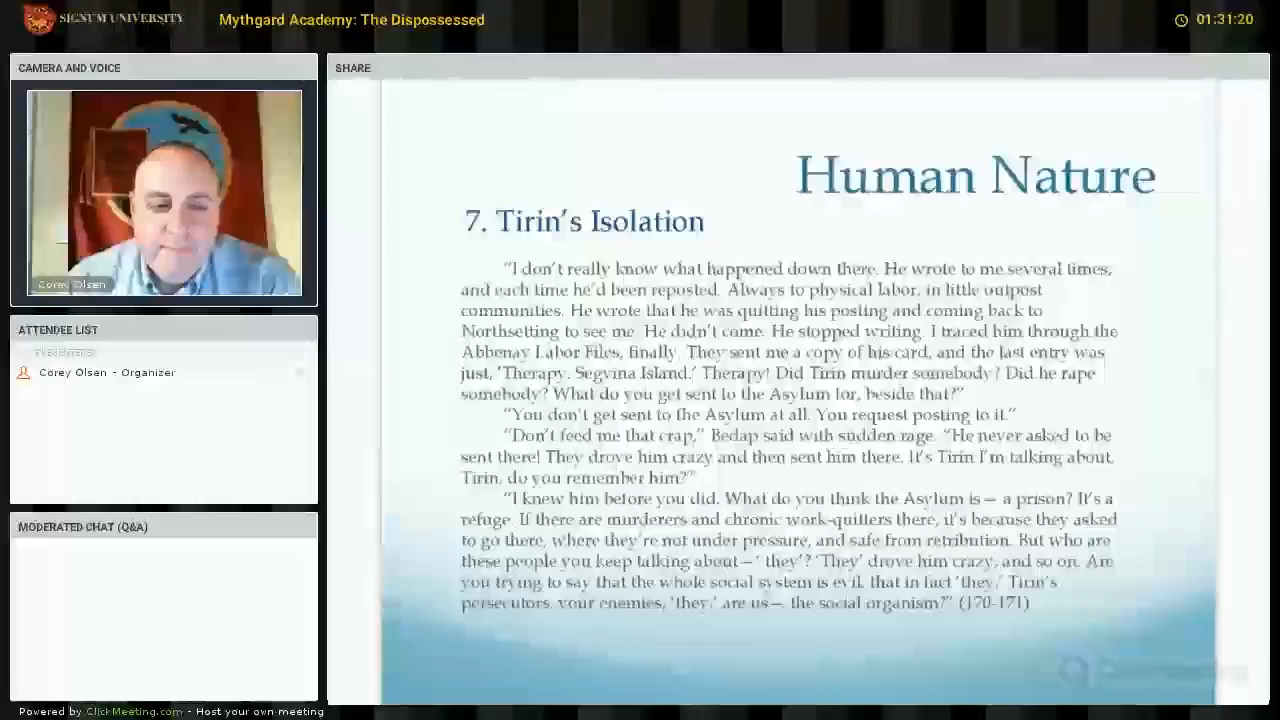 SIGNUM UNIVERSITY
Mythgard Academy: The Dispossessed
01:31:20
CAMERA AND VOICE
SHARE
Corey Olsen
ATTENDEE LIST
Corey Olsen - Organizer
MODERATED CHAT (Q&A)
Human Nature
7. Tirin's Isolation
"I don't really know what happened down there. He wrote to me several times,
and each time he'd been reposted. Always to physical labor, in little outpost
communities. He wrote that he was quitting his posting and coming back to
Northsetting to see me. He didn't come. He stopped writing. I traced him through the
Abbenay Labor Files, finally. They sent me a copy of his card, and the last entry was
just, 'Therapy. Segvina Island.' Therapy! Did Tirin murder somebody? Did he rape
somebody? What do you get sent to the Asylum for, beside that?"
"You don't get sent to the Asylum at all. You request posting to it."
"Don't feed me that crap," Bedap said with sudden rage. "He never asked to be
sent there! They drove him crazy and then sent him there. It's Tirin I'm talking about,
Tirin, do you remember him?"
"I knew him before you did. What do you think the Asylum is — a prison? It's a
refuge. If there are murderers and chronic work-quitters there, it's because they asked
to go there, where they're not under pressure, and safe from retribution. But who are
these people you keep talking about —' they'? 'They' drove him crazy, and so on. Are
you trying to say that the whole social system is evil, that in fact 'they,' Tirin's
persecutors, your enemies, 'they,' are us — the social organism?" (170-171)
Powered by ClickMeeting.com - Host your own meeting